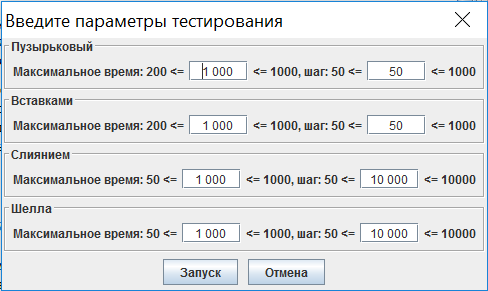 Введите параметры тестирования
Пузырьковый
Максимальное время: 200 <= 1 000 <= 1000, шаг: 50 <= 50 <= 1000
Вставками
Максимальное время: 200 <= 1 000 <= 1000, шаг: 50 <= 50 <= 1000
Слиянием
Максимальное время: 50 <= 1 000 <= 1000, шаг: 50 <= 10 000 <= 10000
Шелла
Максимальное время: 50 <= 1 000 <= 1000, шаг: 50 <= 10 000 <= 10000
Запуск Отмена